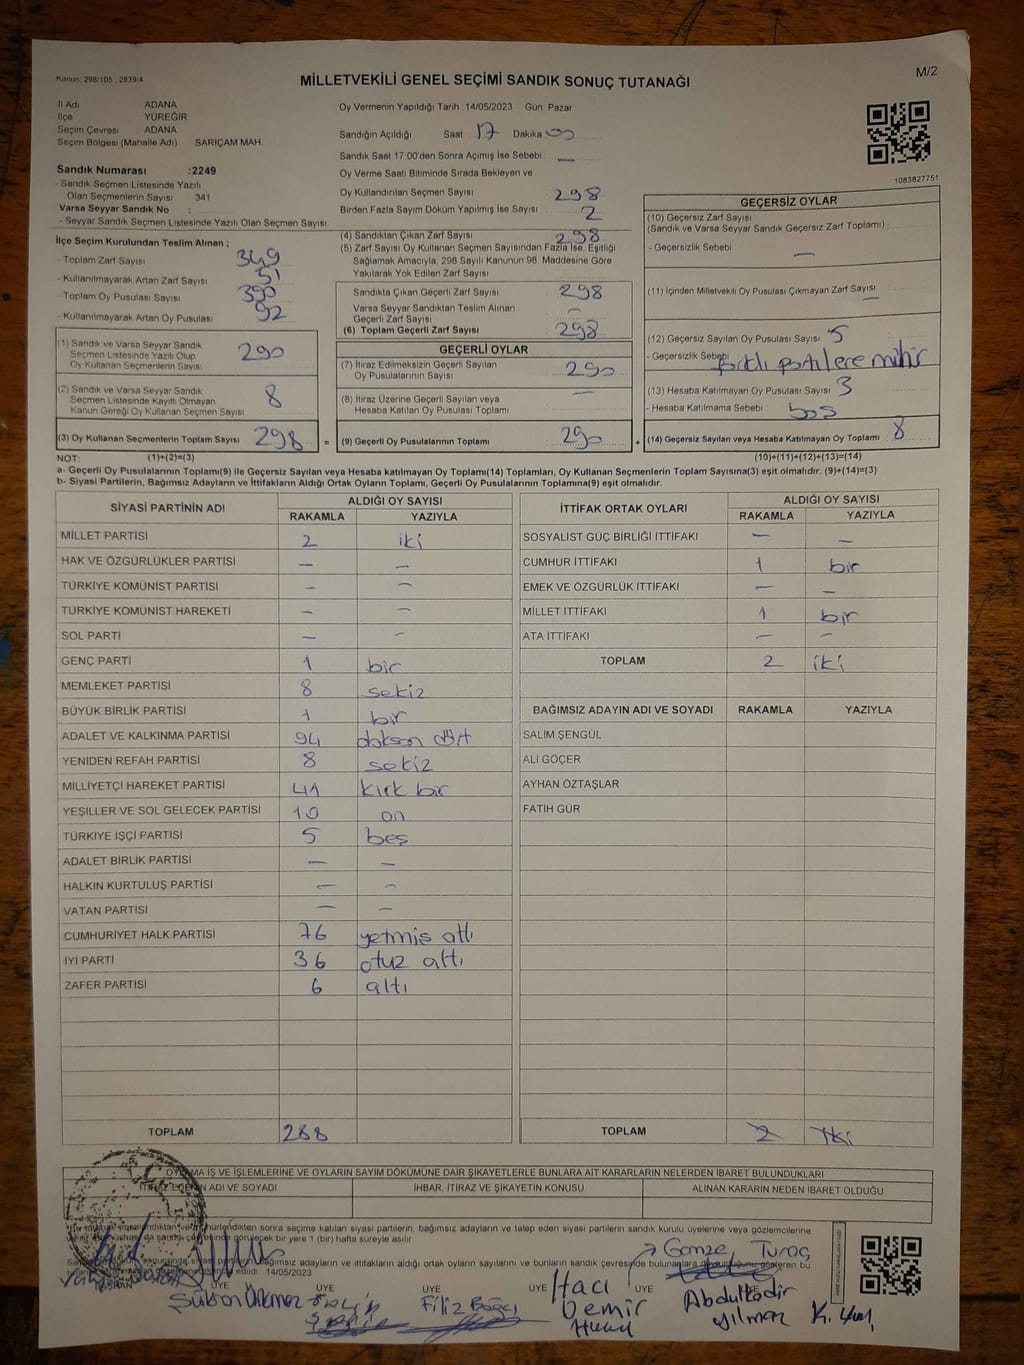 Kanun: 298/105 , 2839/4
MİLLETVEKİLİ GENEL SEÇİMİ SANDIK SONUÇ TUTANAĞI
M/2
İl Adı ADANA
İlçe YÜREĞİR
Seçim Çevresi ADANA
Seçim Bölgesi (Mahalle Adı) SARIÇAM MAH.
Oy Vermenin Yapıldığı Tarih :14/05/2023 Gün: Pazar
Sandığın Açıldığı Saat 17 Dakika 00
Sandık Saat 17:00'den Sonra Açımış İse Sebebi : —
Oy Verme Saati Bitiminde Sırada Bekleyen ve
Oy Kullandırılan Seçmen Sayısı 298
Birden Fazla Sayım Döküm Yapılmış İse Sayısı 2
1083827751
Sandık Numarası :2249
- Sandık Seçmen Listesinde Yazılı
Olan Seçmenlerin Sayısı 341
Varsa Seyyar Sandık No :
- Seyyar Sandık Listesinde Yazılı Olan Seçmen Sayısı
İlçe Seçim Kurulundan Teslim Alınan ;
- Toplam Zarf Sayısı 349
- Kullanılmayarak Artan Zarf Sayısı 51
- Toplam Oy Pusulası Sayısı 390
- Kullanılmayarak Artan Oy Pusulası 92
(4) Sandıktan Çıkan Zarf Sayısı 298
(5) Zarf Sayısı Oy Kullanan Seçmen Sayısından Fazla İse, Eşitliği
Sağlamak Amacıyla, 298 Sayılı Kanunun 98. Maddesine Göre
Yakılarak Yok Edilen Zarf Sayısı
Sandıkta Çıkan Geçerli Zarf Sayısı 298
Varsa Seyyar Sandıktan Teslim Alınan
Geçerli Zarf Sayısı —
(6) Toplam Geçerli Zarf Sayısı 298
GEÇERSİZ OYLAR
(10) Geçersiz Zarf Sayısı
(Sandık ve Varsa Seyyar Sandık Geçersiz Zarf Toplamı)
- Geçersizlik Sebebi
—
(11) İçinden Milletvekili Oy Pusulası Çıkmayan Zarf Sayısı
—
(12) Geçersiz Sayılan Oy Pusulası Sayısı 5
- Geçersizlik Sebebi farklı partilere mühür
(13) Hesaba Katılmayan Oy Pusulası Sayısı 3
- Hesaba Katılmama Sebebi boş
(14) Geçersiz Sayılan veya Hesaba Katılmayan Oy Toplamı : 8
(1) Sandık ve Varsa Seyyar Sandık
Seçmen Listesinde Yazılı Olup
Oy Kullanan Seçmenlerin Sayısı 290
(2) Sandık ve Varsa Seyyar Sandık
Seçmen Listesinde Kayıtlı Olmayan
Kanun Gereği Oy Kullanan Seçmen Sayısı 8
(3) Oy Kullanan Seçmenlerin Toplam Sayısı 298 =
GEÇERLİ OYLAR
(7) İtiraz Edilmeksizin Geçerli Sayılan
Oy Pusulalarının Sayısı 290
(8) İtiraz Üzerine Geçerli Sayılan veya
Hesaba Katılan Oy Pusulası Toplamı —
(9) Geçerli Oy Pusulalarının Toplamı 290 +
NOT: (1)+(2)=(3) (10)+(11)+(12)+(13)=(14)
a- Geçerli Oy Pusulalarının Toplamı(9) ile Geçersiz Sayılan veya Hesaba katılmayan Oy Toplamı(14) Toplamları, Oy Kullanan Seçmenlerin Toplam Sayısına(3) eşit olmalıdır. (9)+(14)=(3)
b- Siyasi Partilerin, Bağımsız Adayların ve İttifakların Aldığı Ortak Oyların Toplamı, Geçerli Oy Pusulalarının Toplamına(9) eşit olmalıdır.
SİYASİ PARTİNİN ADI ALDIĞI OY SAYISI
RAKAMLA YAZIYLA
MİLLET PARTİSİ 2 iki
HAK VE ÖZGÜRLÜKLER PARTİSİ — —
TÜRKİYE KOMÜNİST PARTİSİ — —
TÜRKİYE KOMÜNİST HAREKETİ — —
SOL PARTİ — —
GENÇ PARTİ 1 bir
MEMLEKET PARTİSİ 8 sekiz
BÜYÜK BİRLİK PARTİSİ 1 bir
ADALET VE KALKINMA PARTİSİ 94 doksan dört
YENİDEN REFAH PARTİSİ 8 sekiz
MİLLİYETÇİ HAREKET PARTİSİ 41 kırk bir
YEŞİLLER VE SOL GELECEK PARTİSİ 10 on
TÜRKİYE İŞÇİ PARTİSİ 5 beş
ADALET BİRLİK PARTİSİ — —
HALKIN KURTULUŞ PARTİSİ — —
VATAN PARTİSİ — —
CUMHURİYET HALK PARTİSİ 76 yetmiş altı
İYİ PARTİ 36 otuz altı
ZAFER PARTİSİ 6 altı
TOPLAM 288
İTTİFAK ORTAK OYLARI ALDIĞI OY SAYISI
RAKAMLA YAZIYLA
SOSYALİST GÜÇ BİRLİĞİ İTTİFAKI — —
CUMHUR İTTİFAKI 1 bir
EMEK VE ÖZGÜRLÜK İTTİFAKI — —
MİLLET İTTİFAKI 1 bir
ATA İTTİFAKI — —
TOPLAM 2 iki
BAĞIMSIZ ADAYIN ADI VE SOYADI RAKAMLA YAZIYLA
SALİM ŞENGÜL
ALİ GÖÇER
AYHAN ÖZTAŞLAR
FATİH GÜR
TOPLAM 2 iki
MA İŞ VE İŞLEMLERİNE VE OYLARIN SAYIM DÖKÜMÜNE DAİR ŞİKAYETLERLE BUNLARA AİT KARARLARIN NELERDEN İBARET BULUNDUKLARI
ADI VE SOYADI İHBAR, İTİRAZ VE ŞİKAYETİN KONUSU ALINAN KARARIN NEDEN İBARET OLDUĞU
sonra seçime katılan siyasi partilerin, bağımsız adayların ve talep eden siyasi partilerin sandık kurulu üyelerine veya gözlemcilerine
görülecek bir yere 1 (bir) hafta süreyle asılır
bağımsız adayların ve ittifakların aldığı ortak oyların sayılarını ve bunların sandık çevresinde
14/05/2023
Gamze Turaç
BAŞKAN ÜYE ÜYE ÜYE ÜYE ÜYE
Filiz
Hacı
Demir
Abdulkadir
Yılmaz